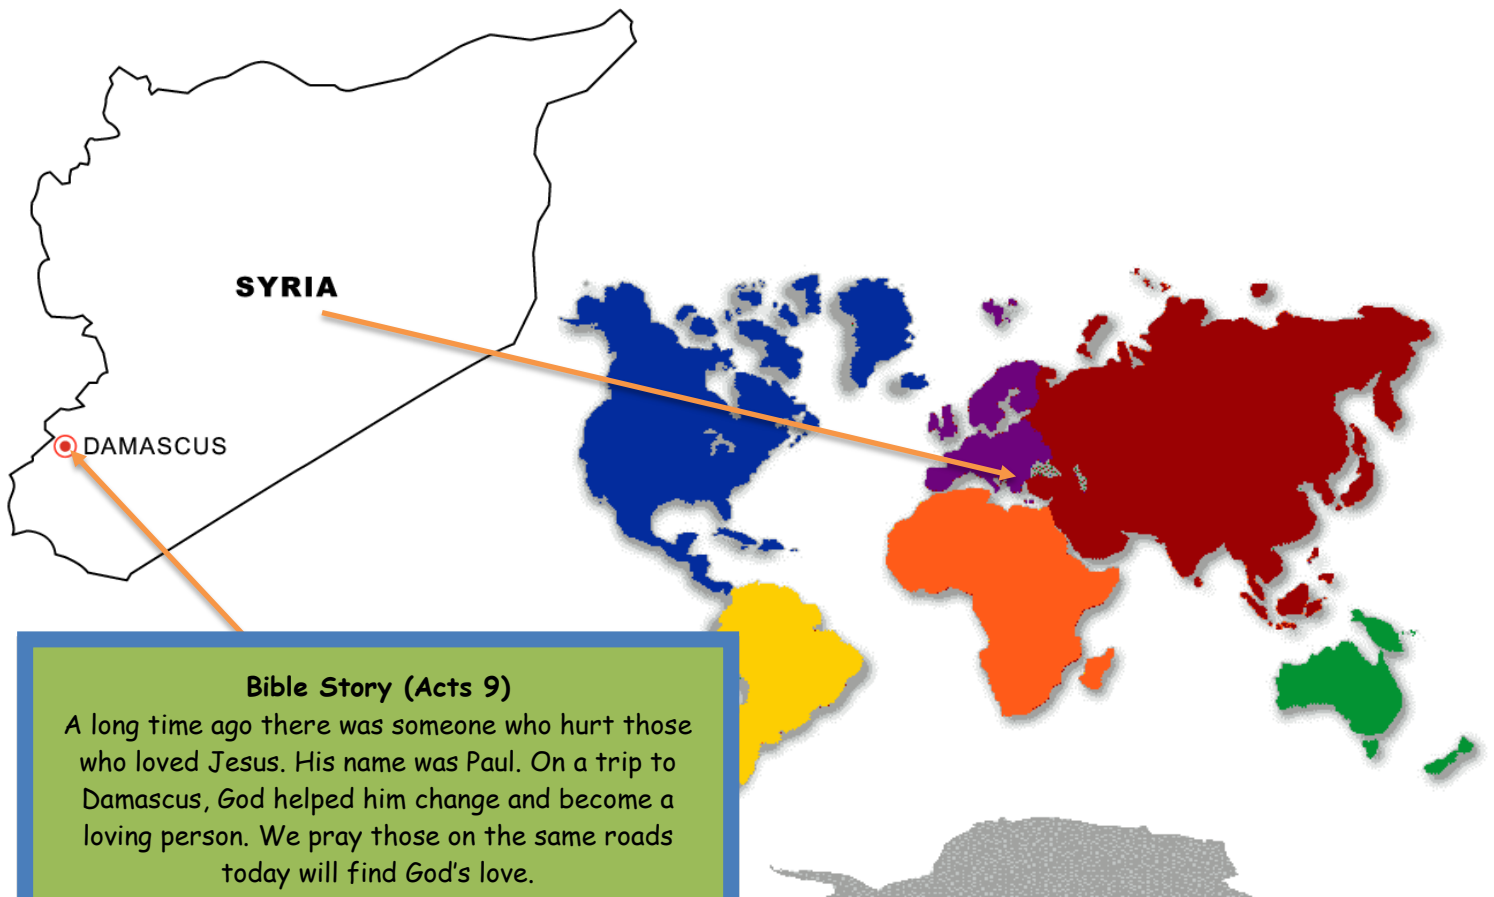 SYRIA
DAMASCUS
Bible Story (Acts 9)
A long time ago there was someone who hurt those
who loved Jesus. His name was Paul. On a trip to
Damascus, God helped him change and become a
loving person. We pray those on the same roads
today will find God's love.